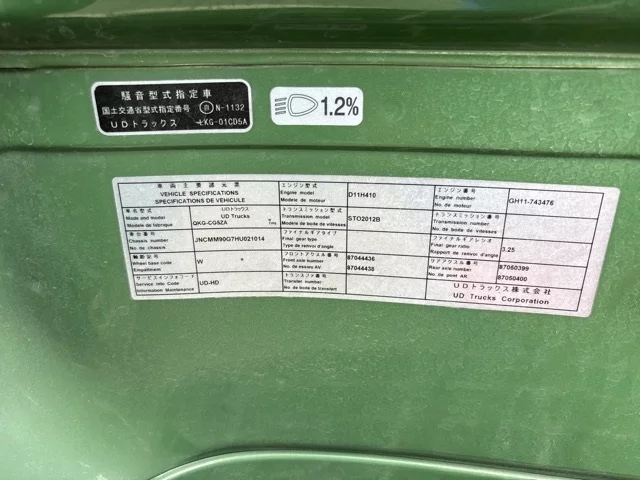 騒音型式指定車
国土交通省型式指定番号 自 N-1132
UDトラックス LKG-01CD5A
1.2%
車両主要諸元票
VEHICLE SPECIFICATIONS
SPECIFICATIONS DE VEHICULE
車名型式 UDトラックス
Made and model UD Trucks
Modele de fabrique QKG-CG5ZA TYPE
車台番号
Chassis number JNCMM90G7HU021014
No. de chassis
軸距記号
Wheel base code W *
Empattement
サービスインフォコード
Service info Code UD-HD
Information Maintenance
エンジン型式
Engine model D11H410
Modele de moteur
トランスミッション型式
Transmission model STO2012B
Modele de boite de vitesses
ファイナルギアタイプ
Final gear type
Type de renvoi d'angle
フロントアクスル番号 87044436
Front axle number
No. de essieu AV 87044438
トランスファ番号
Transfer number
No. de boite de transfert
エンジン番号
Engine number GH11-743476
No. de moteur
トランスミッション番号
Transmission number
No. de boite de vitesses
ファイナルギアレシオ
Final gear ratio 3.25
Rapport de renvoi d'angle
リアアクスル番号
Rear axle number 87050399
No. de pont AR 87050400
UDトラックス株式会社
UD Trucks Corporation